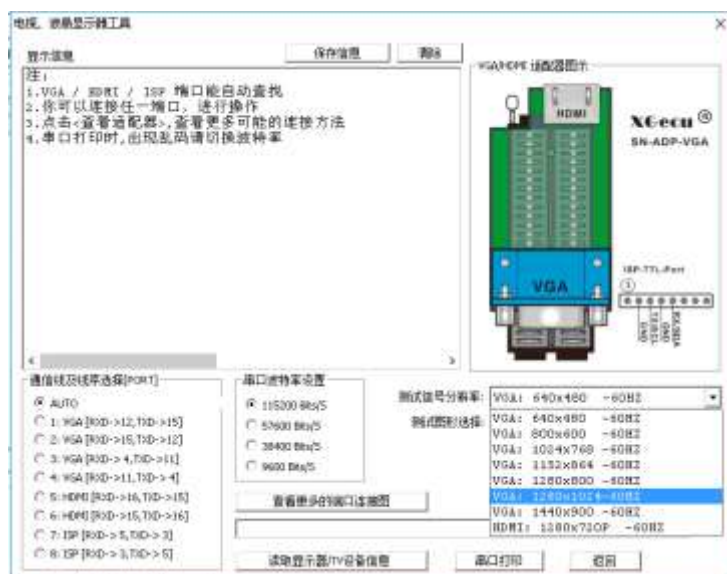 电视、液晶显示器工具
显示信息
保存信息
清除
注:
1.VGA / HDMI / ISP 端口能自动查找
2.你可以连接任一端口, 进行操作
3.点击<查看适配器>,查看更多可能的连接方法
4.串口打印时,出现乱码请切换波特率
VGA/HDMI 适配器图示
HDMI
XGecu ®
SN-ADP-VGA
VGA
ISP-TTL-Port
1
GND
TX/SCL
GND
RX/SDA
通信线及线序选择[PORT]
AUTO
1: VGA [RXD->12,TXD->15]
2: VGA [RXD->15,TXD->12]
3: VGA [RXD-> 4,TXD->11]
4: VGA [RXD->11,TXD-> 4]
5: HDMI [RXD->16,TXD->15]
6: HDMI [RXD->15,TXD->16]
7: ISP [RXD-> 5,TXD-> 3]
8: ISP [RXD-> 3,TXD-> 5]
串口波特率设置
115200 Bits/S
57600 Bits/S
38400 Bits/S
9600 Bits/S
测试信号分辨率:
VGA: 640x480 -60HZ
测试图形选择:
VGA: 640x480 -60HZ
VGA: 800x600 -60HZ
VGA: 1024x768 -60HZ
VGA: 1152x864 -60HZ
VGA: 1280x800 -60HZ
VGA: 1280x1024-60HZ
VGA: 1440x900 -60HZ
HDMI: 1280x720P -60HZ
查看更多的端口连接图
读取显示器/TV设备信息
串口打印
返回